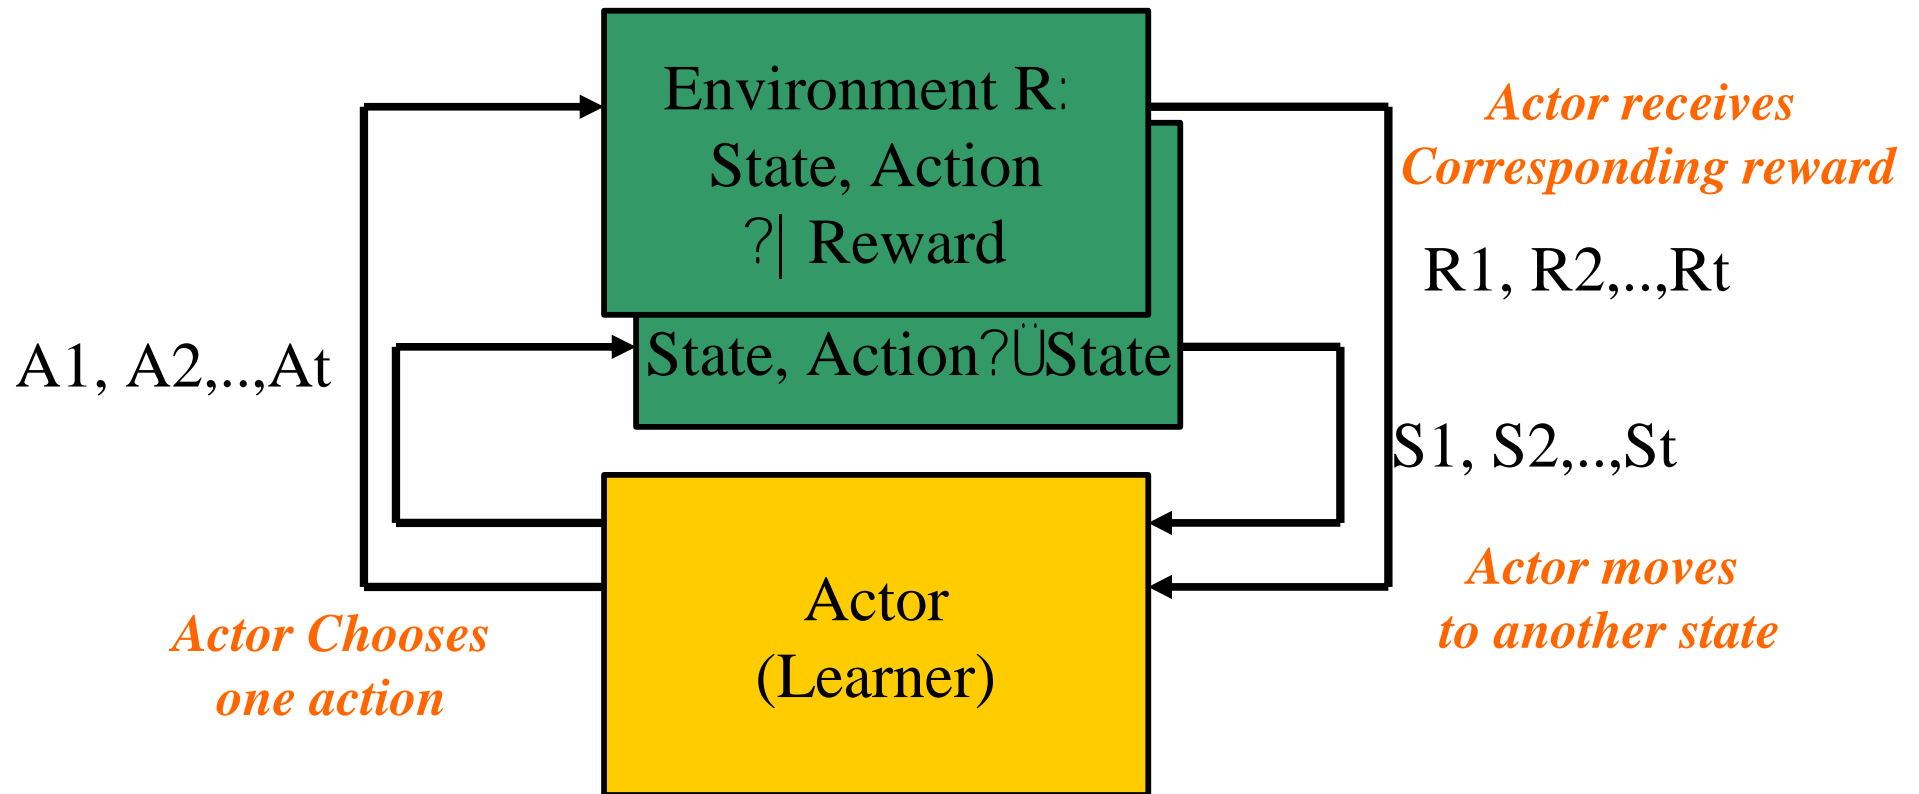 Environment R:
State, Action
?| Reward
State, Action?ÜState
Actor receives
Corresponding reward
R1, R2,..,Rt
A1, A2,..,At
S1, S2,..,St
Actor moves
to another state
Actor
(Learner)
Actor Chooses
one action